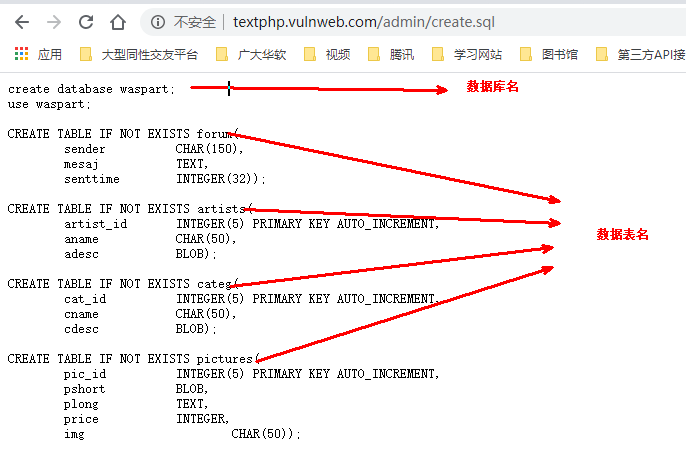 不安全 | textphp.vulnweb.com/admin/create.sql
应用 大型同性交友平台 广大华软 视频 腾讯 学习网站 图书馆 第三方API接
create database waspart; 数据库名
use waspart;
CREATE TABLE IF NOT EXISTS forum(
sender CHAR(150),
mesaj TEXT,
senttime INTEGER(32));
CREATE TABLE IF NOT EXISTS artists(
artist_id INTEGER(5) PRIMARY KEY AUTO_INCREMENT,
aname CHAR(50),
adesc BLOB);
数据表名
CREATE TABLE IF NOT EXISTS categ(
cat_id INTEGER(5) PRIMARY KEY AUTO_INCREMENT,
cname CHAR(50),
cdesc BLOB);
CREATE TABLE IF NOT EXISTS pictures(
pic_id INTEGER(5) PRIMARY KEY AUTO_INCREMENT,
pshort BLOB,
plong TEXT,
price INTEGER,
img CHAR(50));